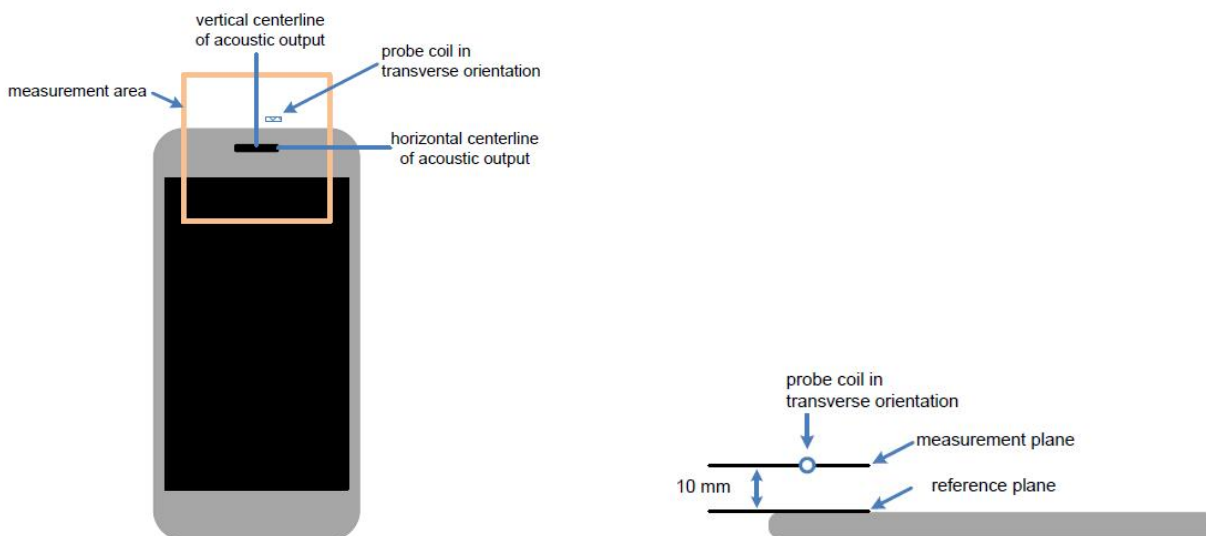 vertical centerline
of acoustic output
probe coil in
transverse orientation
measurement area
horizontal centerline
of acoustic output
probe coil in
transverse orientation
measurement plane
10 mm
reference plane